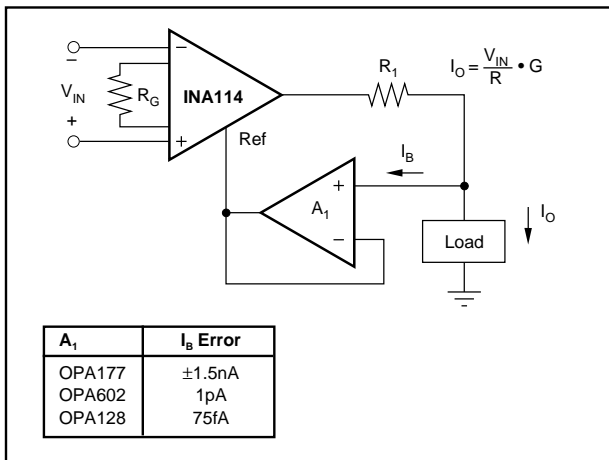 −
V_IN
+
R_G
−
INA114
+
Ref
R_1
I_O = V_IN / R • G
I_B
+
A_1
−
Load
I_O
A_1 I_B Error
OPA177 ±1.5nA
OPA602 1pA
OPA128 75fA